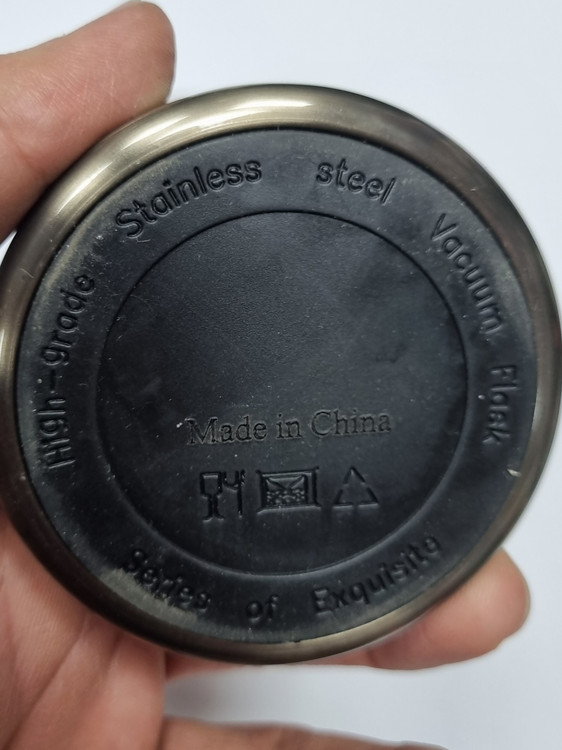 High-grade Stainless steel Vacuum Flask
Made in China
Series of Exquisite